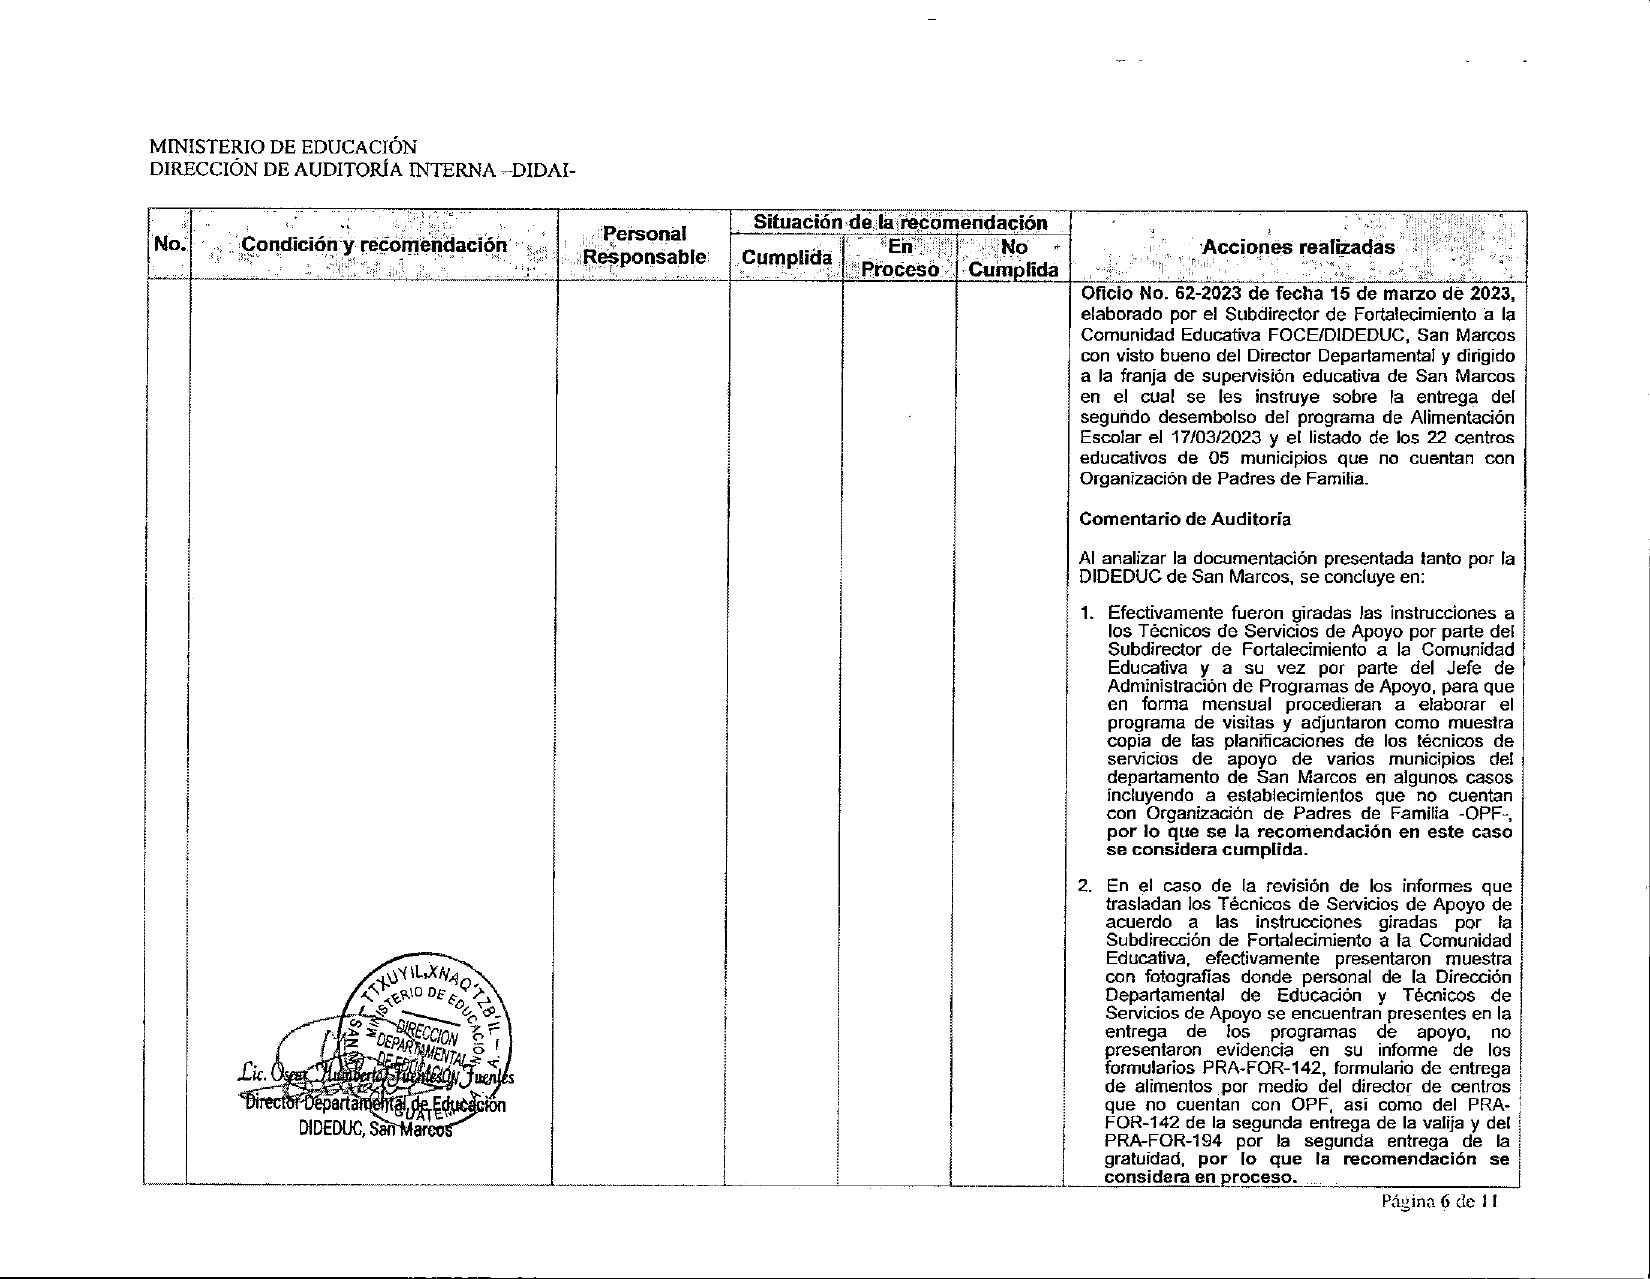 MINISTERIO DE EDUCACIÓN
DIRECCIÓN DE AUDITORÍA INTERNA –DIDAI-
No.
Condición y recomendación
Personal
Responsable
Situación de la recomendación
Cumplida
En
Proceso
No
Cumplida
Acciones realizadas
Oficio No. 62-2023 de fecha 15 de marzo de 2023,
elaborado por el Subdirector de Fortalecimiento a la
Comunidad Educativa FOCE/DIDEDUC, San Marcos
con visto bueno del Director Departamental y dirigido
a la franja de supervisión educativa de San Marcos
en el cual se les instruye sobre la entrega del
segundo desembolso del programa de Alimentación
Escolar el 17/03/2023 y el listado de los 22 centros
educativos de 05 municipios que no cuentan con
Organización de Padres de Familia.
Comentario de Auditoría
Al analizar la documentación presentada tanto por la
DIDEDUC de San Marcos, se concluye en:
1. Efectivamente fueron giradas las instrucciones a
los Técnicos de Servicios de Apoyo por parte del
Subdirector de Fortalecimiento a la Comunidad
Educativa y a su vez por parte del Jefe de
Administración de Programas de Apoyo, para que
en forma mensual procedieran a elaborar el
programa de visitas y adjuntaron como muestra
copia de las planificaciones de los técnicos de
servicios de apoyo de varios municipios del
departamento de San Marcos en algunos casos
incluyendo a establecimientos que no cuentan
con Organización de Padres de Familia -OPF-,
por lo que se la recomendación en este caso
se considera cumplida.
2. En el caso de la revisión de los informes que
trasladan los Técnicos de Servicios de Apoyo de
acuerdo a las instrucciones giradas por la
Subdirección de Fortalecimiento a la Comunidad
Educativa, efectivamente presentaron muestra
con fotografías donde personal de la Dirección
Departamental de Educación y Técnicos de
Servicios de Apoyo se encuentran presentes en la
entrega de los programas de apoyo, no
presentaron evidencia en su informe de los
formularios PRA-FOR-142, formulario de entrega
de alimentos por medio del director de centros
que no cuentan con OPF, así como del PRA-
FOR-142 de la segunda entrega de la valija y del
PRA-FOR-194 por la segunda entrega de la
gratuidad, por lo que la recomendación se
considera en proceso.
MINISTERIO DE EDUCACIÓN
DIRECCION
DEPARTAMENTAL
DE EDUCACIÓN
Lic. Oscar Humberto Fuentes
Director Departamental de Educación
DIDEDUC, San Marcos
Página 6 de 11